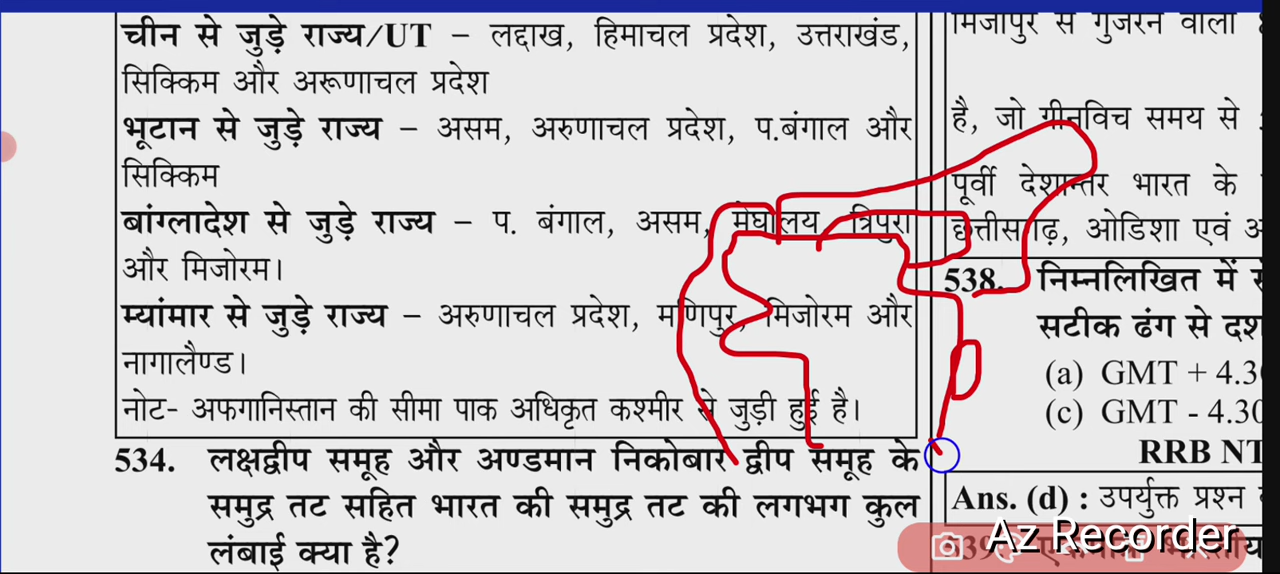 चीन से जुड़े राज्य/UT – लद्दाख, हिमाचल प्रदेश, उत्तराखंड,
सिक्किम और अरूणाचल प्रदेश
भूटान से जुड़े राज्य – असम, अरुणाचल प्रदेश, प.बंगाल और
सिक्किम
बांग्लादेश से जुड़े राज्य – प. बंगाल, असम, मेघालय, त्रिपुरा
और मिजोरम।
म्यांमार से जुड़े राज्य – अरुणाचल प्रदेश, मणिपुर, मिजोरम और
नागालैण्ड।
नोट- अफगानिस्तान की सीमा पाक अधिकृत कश्मीर से जुड़ी हुई है।
534. लक्षद्वीप समूह और अण्डमान निकोबार द्वीप समूह के
समुद्र तट सहित भारत की समुद्र तट की लगभग कुल
लंबाई क्या है?
मिर्जापुर से गुजरने वाली
है, जो ग्रीनविच समय से
पूर्वी देशान्तर भारत के
छत्तीसगढ़, ओडिशा एवं
538. निम्नलिखित में
सटीक ढंग से
(a) GMT + 4.30
(c) GMT - 4.30
RRB NT
Ans. (d) : उपर्युक्त प्रश्न
Az Recorder
539.